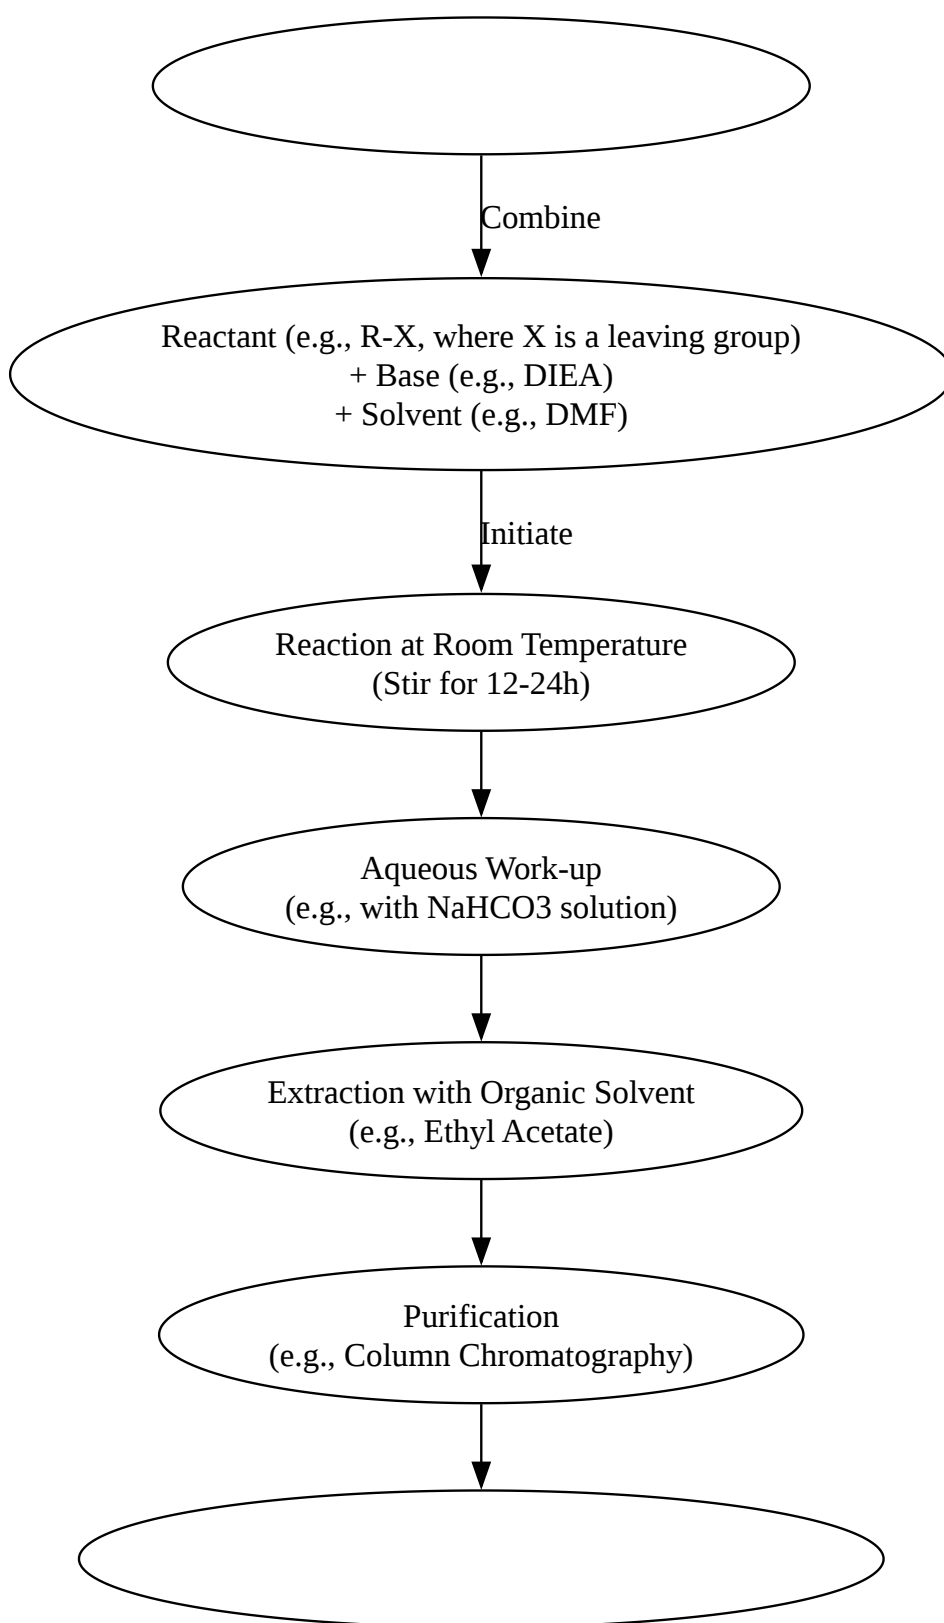 Combine
Reactant (e.g., R-X, where X is a leaving group)
+ Base (e.g., DIEA)
+ Solvent (e.g., DMF)
Initiate
Reaction at Room Temperature
(Stir for 12-24h)
Aqueous Work-up
(e.g., with NaHCO3 solution)
Extraction with Organic Solvent
(e.g., Ethyl Acetate)
Purification
(e.g., Column Chromatography)